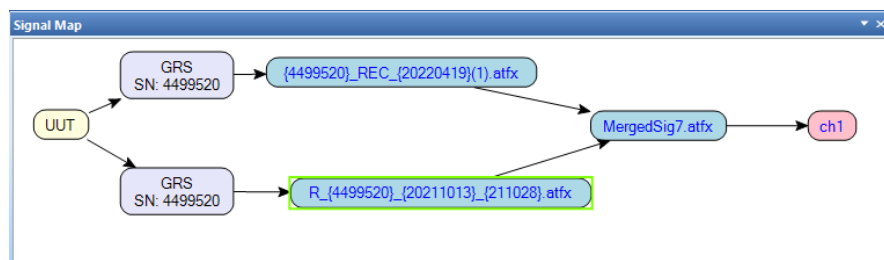 Signal Map
GRS
SN: 4499520
{4499520}_REC_{20220419}(1).atfx
UUT
MergedSig7.atfx
ch1
GRS
SN: 4499520
R_{4499520}_{20211013}_{211028}.atfx